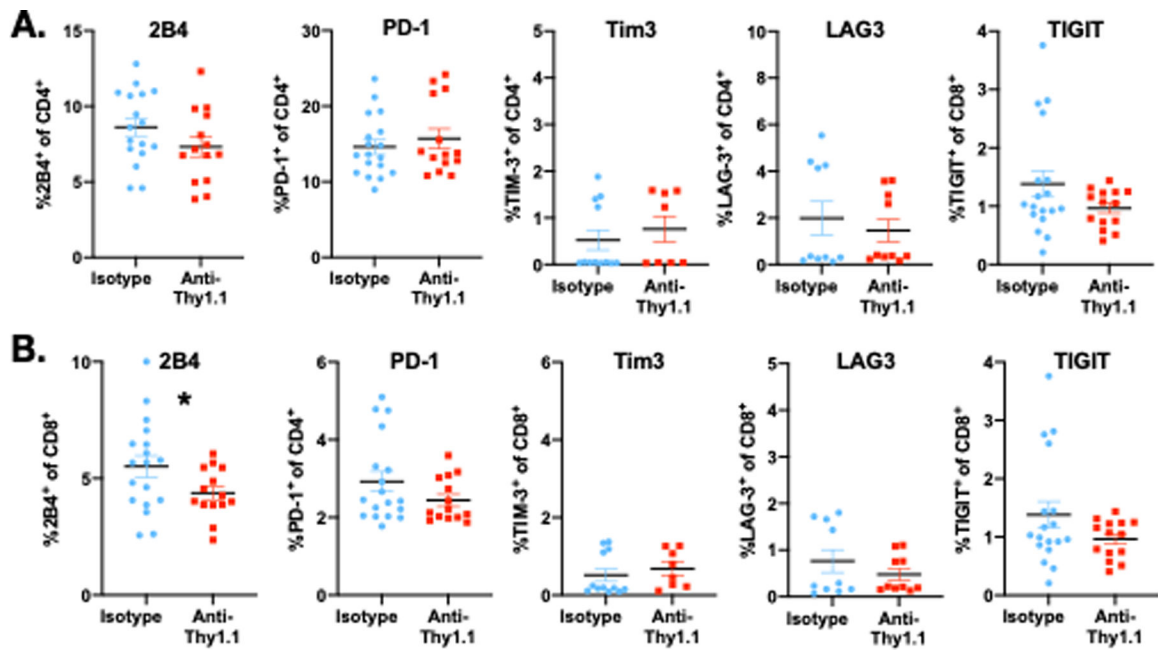 A.
2B4
15
10
5
0
%2B4+ of CD4+
Isotype
Anti-
Thy1.1
PD-1
30
20
10
0
%PD-1+ of CD4+
Isotype
Anti-
Thy1.1
Tim3
5
4
3
2
1
0
%TIM-3+ of CD4+
Isotype
Anti-
Thy1.1
LAG3
10
8
6
4
2
0
%LAG-3+ of CD4+
Isotype
Anti-
Thy1.1
TIGIT
4
3
2
1
0
%TIGIT+ of CD8+
Isotype
Anti-
Thy1.1
B.
2B4
*
10
5
0
%2B4+ of CD8+
Isotype
Anti-
Thy1.1
PD-1
6
4
2
0
%PD-1+ of CD4+
Isotype
Anti-
Thy1.1
Tim3
6
4
2
0
%TIM-3+ of CD8+
Isotype
Anti-
Thy1.1
LAG3
5
4
3
2
1
0
%LAG-3+ of CD8+
Isotype
Anti-
Thy1.1
TIGIT
4
3
2
1
0
%TIGIT+ of CD8+
Isotype
Anti-
Thy1.1